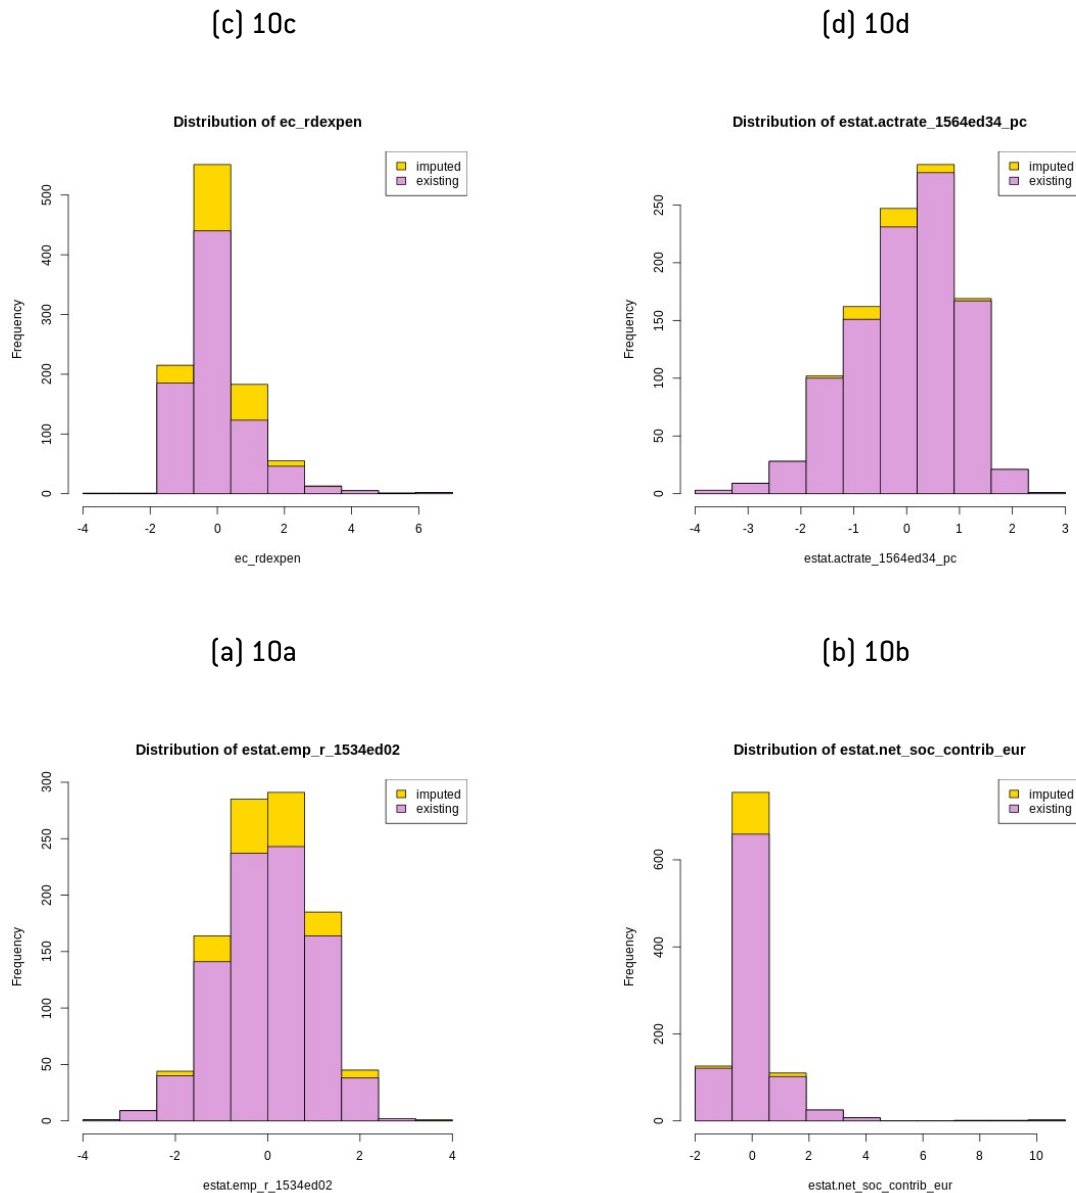 (c) 10c
(d) 10d
Distribution of ec_rdexpen
imputed
existing
Frequency
0
100
200
300
400
500
-4
-2
0
2
4
6
ec_rdexpen
Distribution of estat.actrate_1564ed34_pc
imputed
existing
Frequency
0
50
100
150
200
250
-4
-3
-2
-1
0
1
2
3
estat.actrate_1564ed34_pc
(a) 10a
(b) 10b
Distribution of estat.emp_r_1534ed02
imputed
existing
Frequency
0
50
100
150
200
250
300
-4
-2
0
2
4
estat.emp_r_1534ed02
Distribution of estat.net_soc_contrib_eur
imputed
existing
Frequency
0
200
400
600
-2
0
2
4
6
8
10
estat.net_soc_contrib_eur